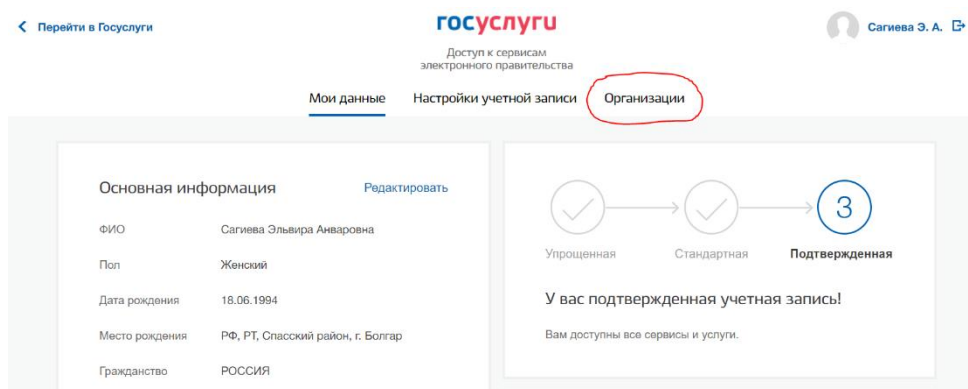 Перейти в Госуслуги
госуслуги
Сагиева Э. А.
Доступ к сервисам
электронного правительства
Мои данные Настройки учетной записи Организации
Основная информация Редактировать
ФИО Сагиева Эльвира Анваровна
Пол Женский
Дата рождения 18.06.1994
Место рождения РФ, РТ, Спасский район, г. Болгар
Гражданство РОССИЯ
3
Упрощенная Стандартная Подтвержденная
У вас подтвержденная учетная запись!
Вам доступны все сервисы и услуги.